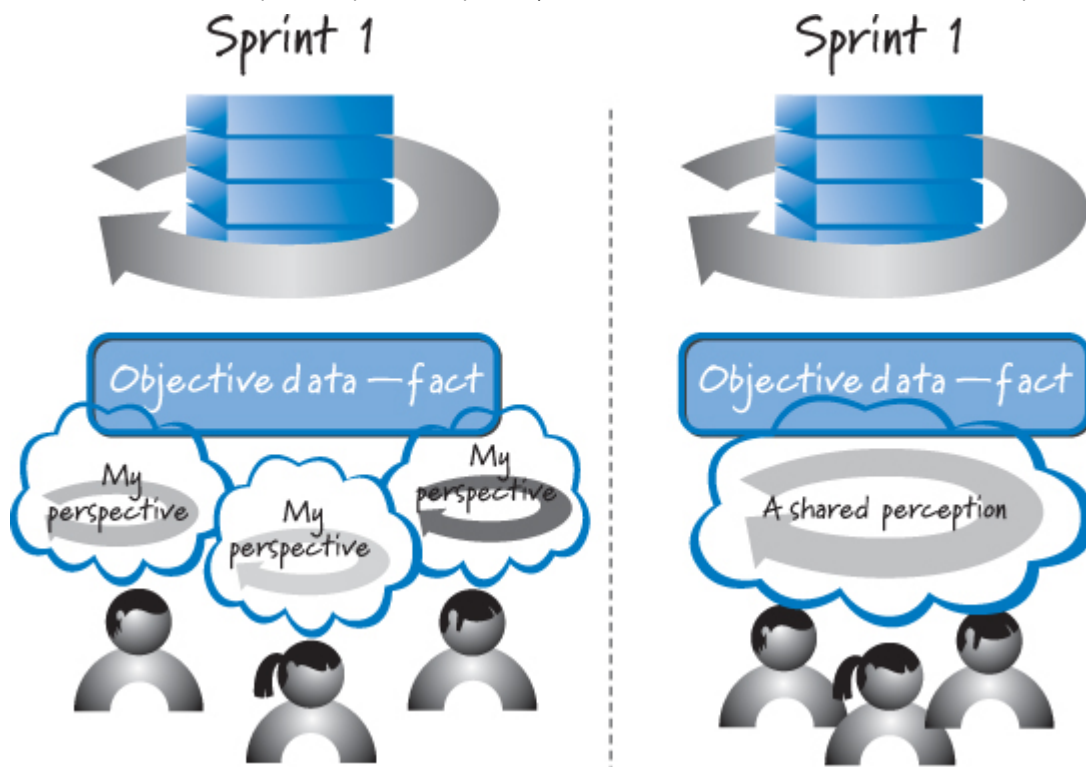 Sprint 1
Objective data — fact
My
perspective
My
perspective
My
perspective
Sprint 1
Objective data — fact
A shared perception